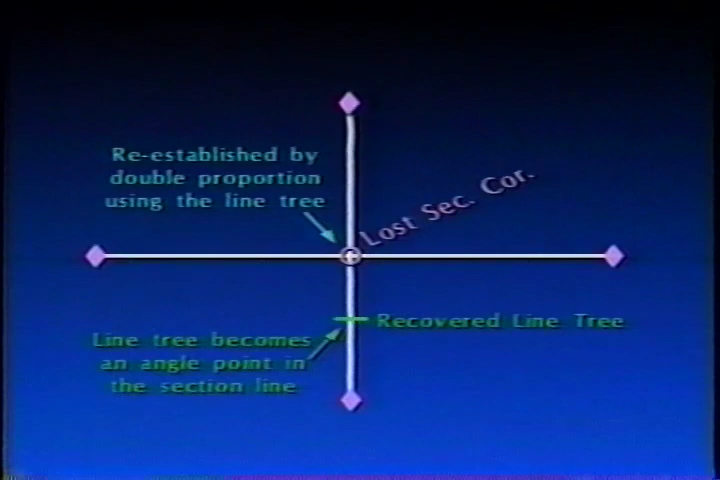 Re-established by
double proportion
using the line tree
Lost Sec. Cor.
Recovered Line Tree
Line tree becomes
an angle point in
the section line